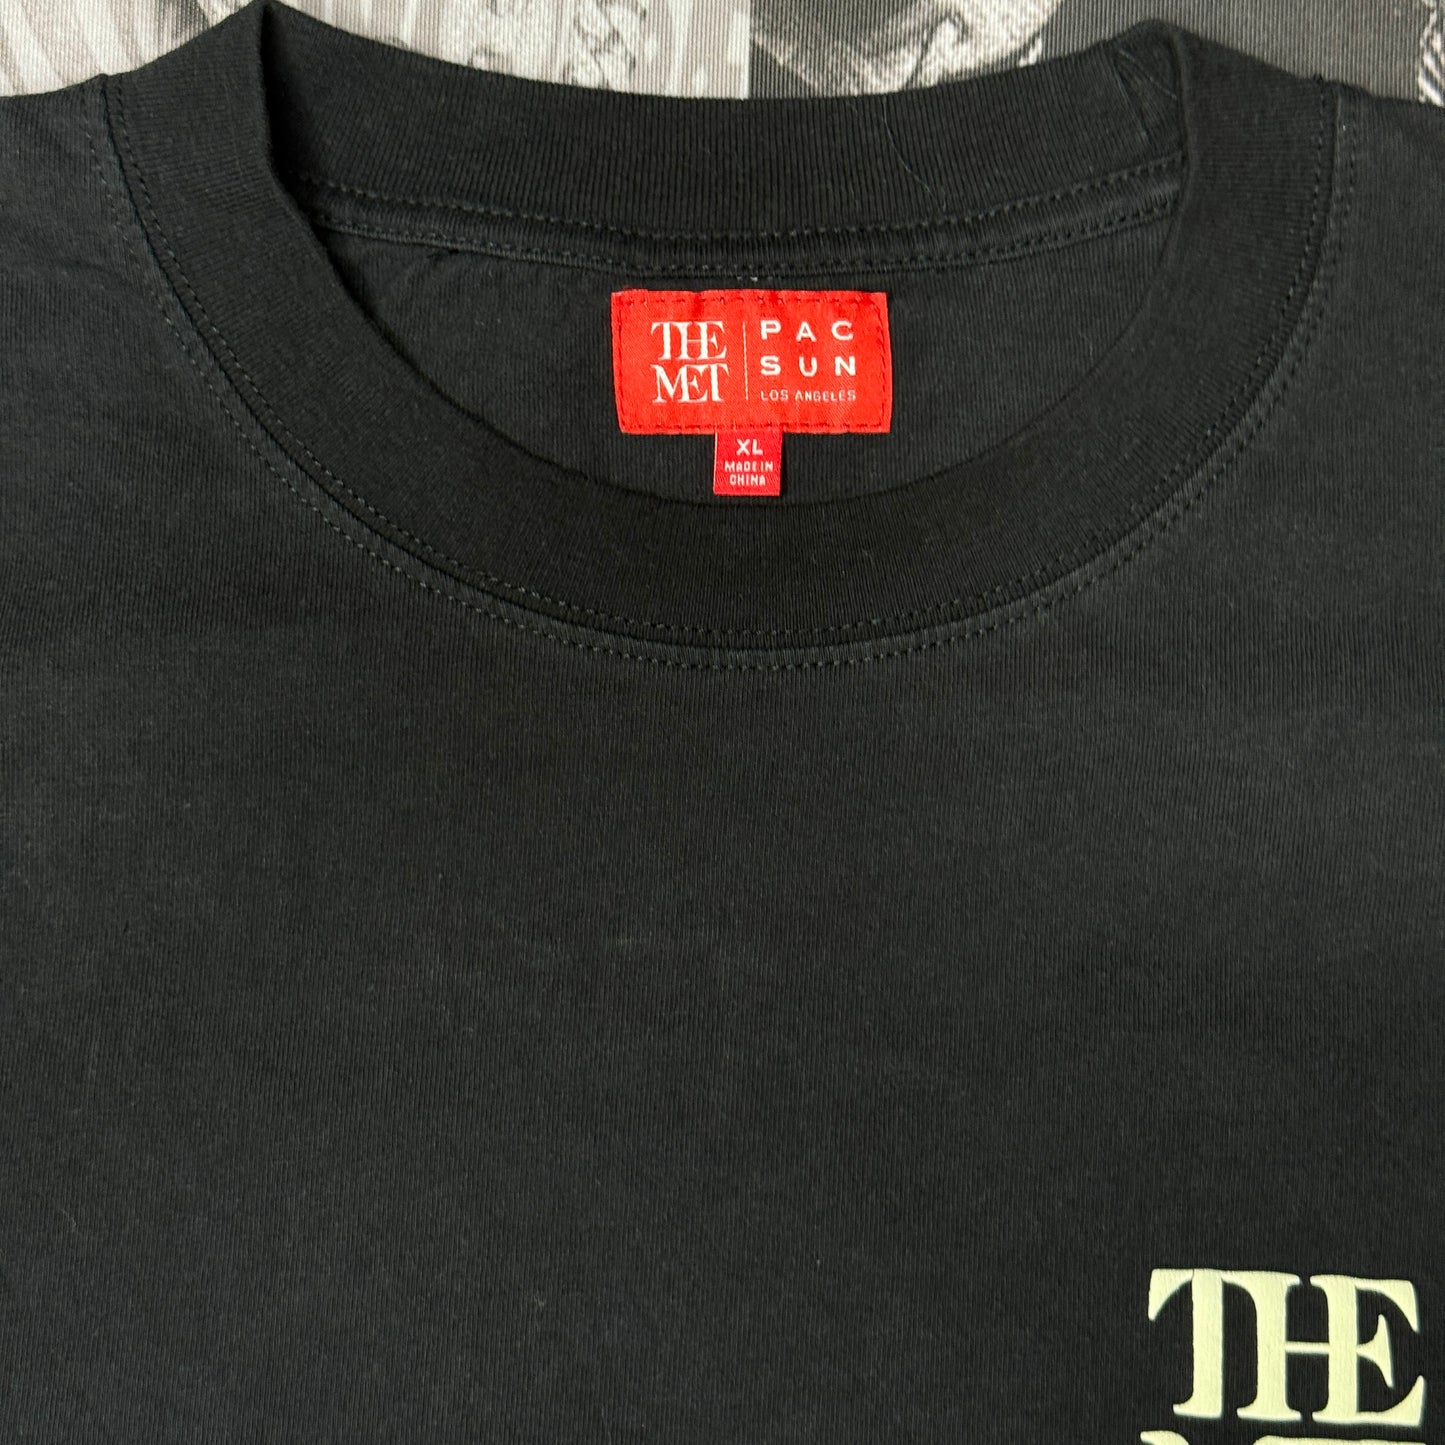 THE
MET
PAC
SUN
LOS ANGELES
XL
MADE IN
CHINA
THE